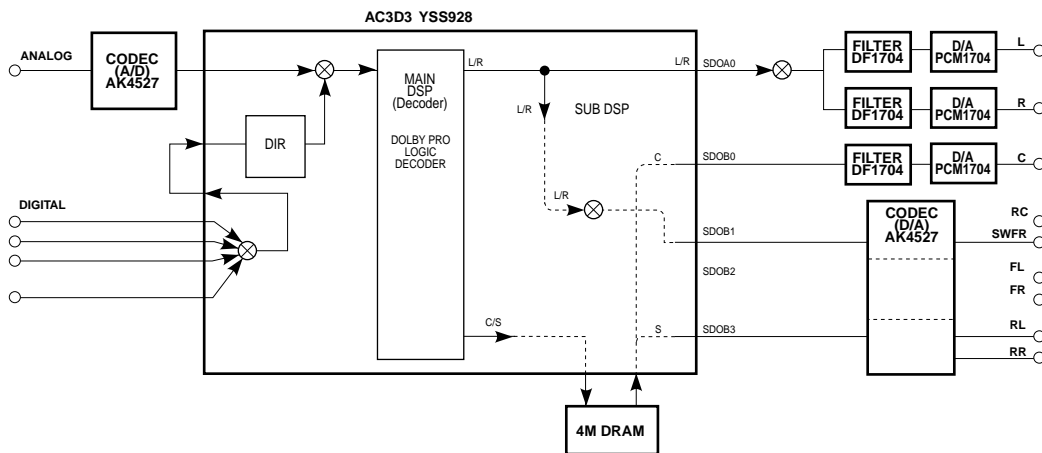 AC3D3 YSS928
ANALOG
CODEC
(A/D)
AK4527
MAIN
DSP
(Decoder)
DOLBY PRO
LOGIC
DECODER
L/R
L/R
SUB DSP
L/R
SDOA0
FILTER
DF1704
D/A
PCM1704
L
FILTER
DF1704
D/A
PCM1704
R
DIR
C
SDOB0
FILTER
DF1704
D/A
PCM1704
C
DIGITAL
L/R
SDOB1
SDOB2
CODEC
(D/A)
AK4527
RC
SWFR
FL
FR
C/S
S
SDOB3
RL
RR
4M DRAM